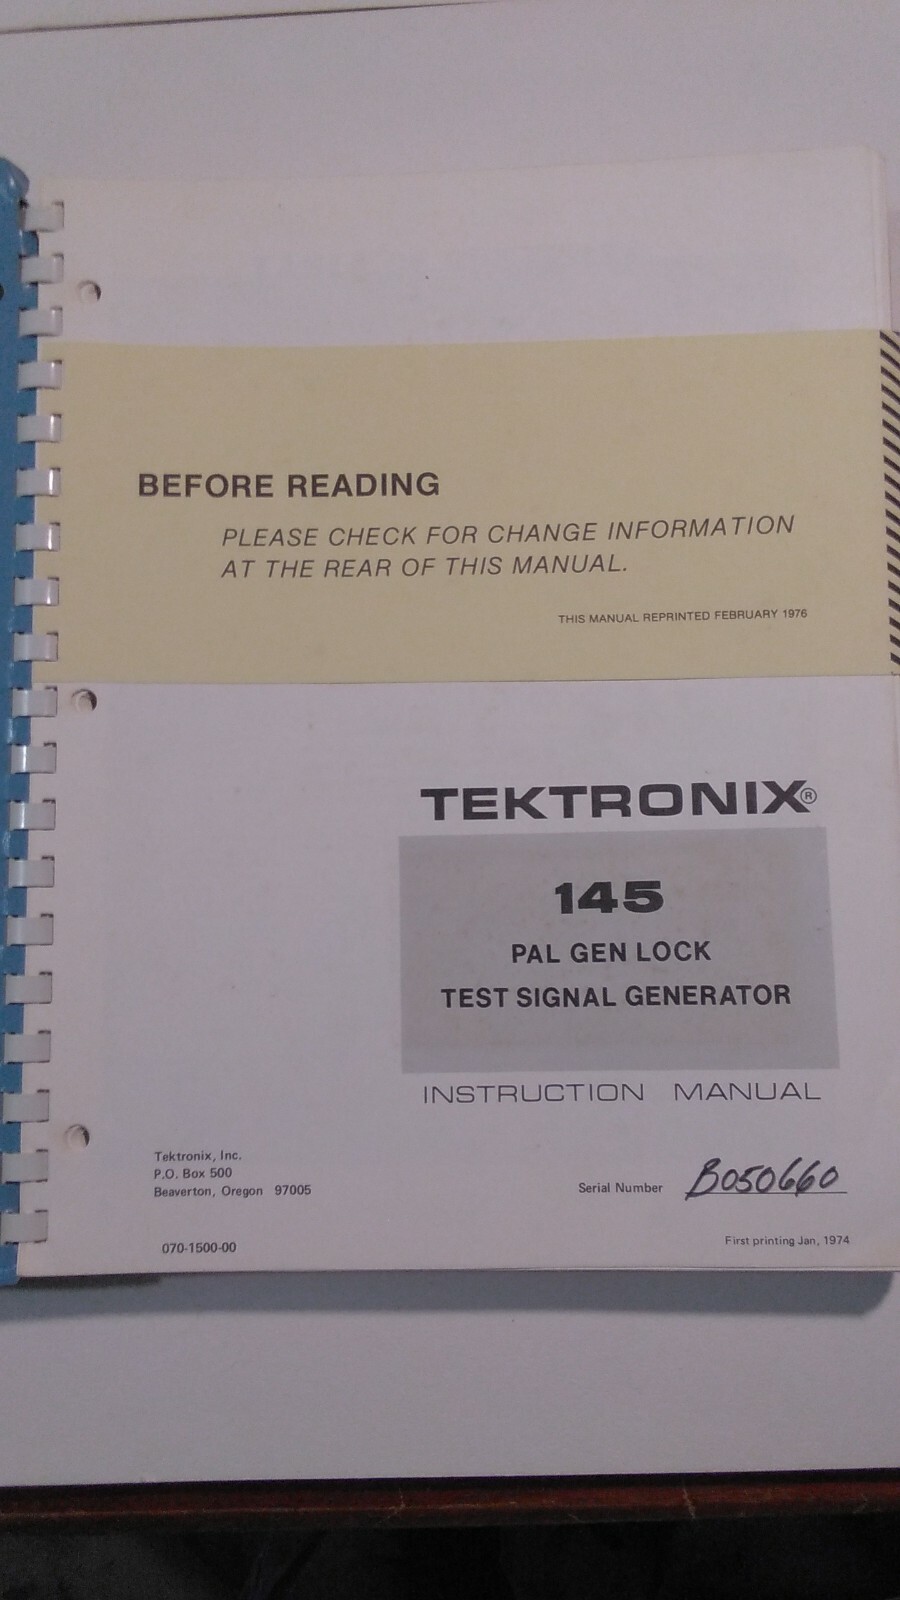 BEFORE READING
PLEASE CHECK FOR CHANGE INFORMATION
AT THE REAR OF THIS MANUAL.
THIS MANUAL REPRINTED FEBRUARY 1976
TEKTRONIX®
145
PAL GEN LOCK
TEST SIGNAL GENERATOR
INSTRUCTION MANUAL
Tektronix, Inc.
P.O. Box 500
Beaverton, Oregon 97005
Serial Number B050660
070-1500-00
First printing Jan, 1974